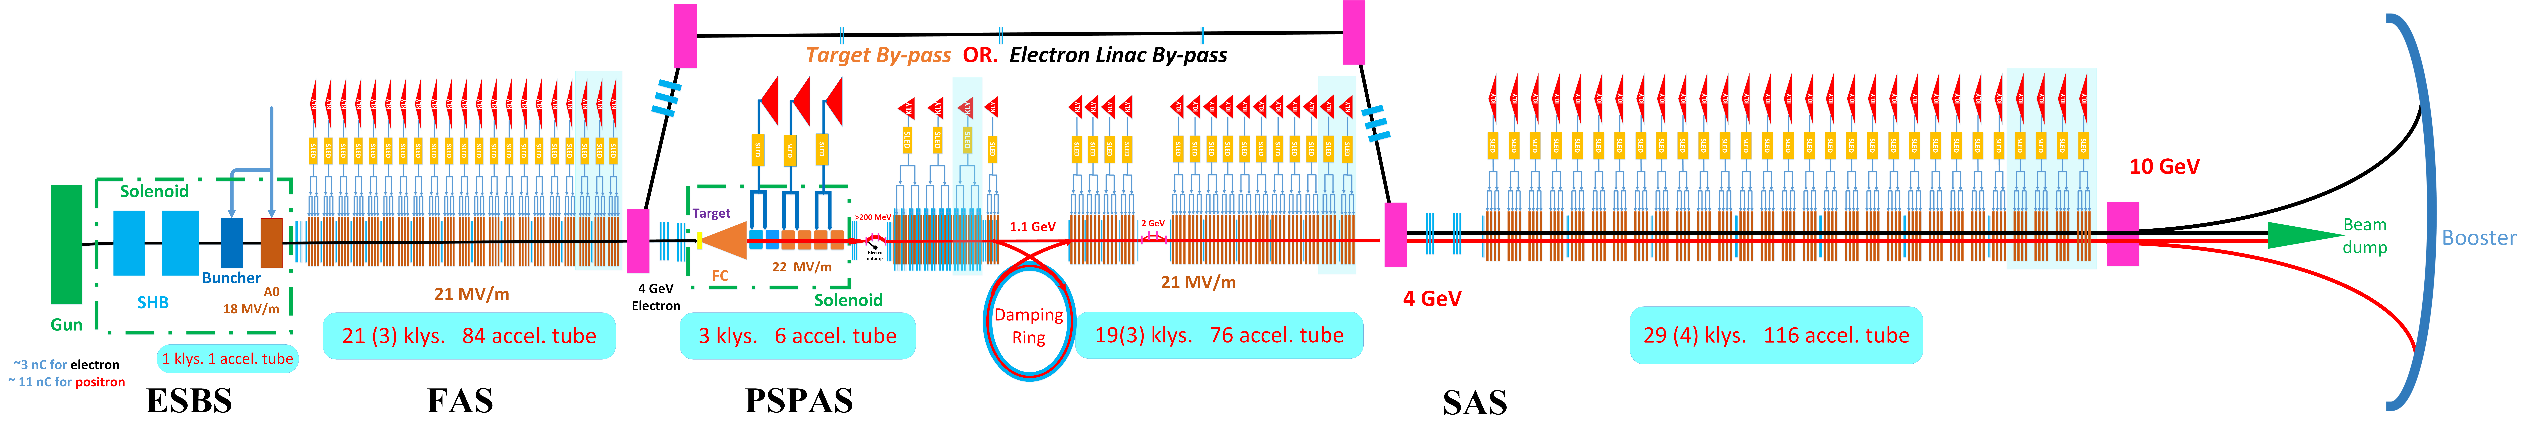 Target By-pass OR. Electron Linac By-pass
Solenoid
SHB
Buncher
A0
18 MV/m
Gun
1 klys. 1 accel. tube
~3 nC for electron
~ 11 nC for positron
ESBS
SLED
21 MV/m
21 (3) klys. 84 accel. tube
FAS
4 GeV
Electron
Target
FC
22 MV/m
Solenoid
3 klys. 6 accel. tube
PSPAS
SLED
>200 MeV
1.1 GeV
Damping
Ring
2 GeV
21 MV/m
19(3) klys. 76 accel. tube
4 GeV
SLED
29 (4) klys. 116 accel. tube
SAS
10 GeV
Beam
dump
Booster